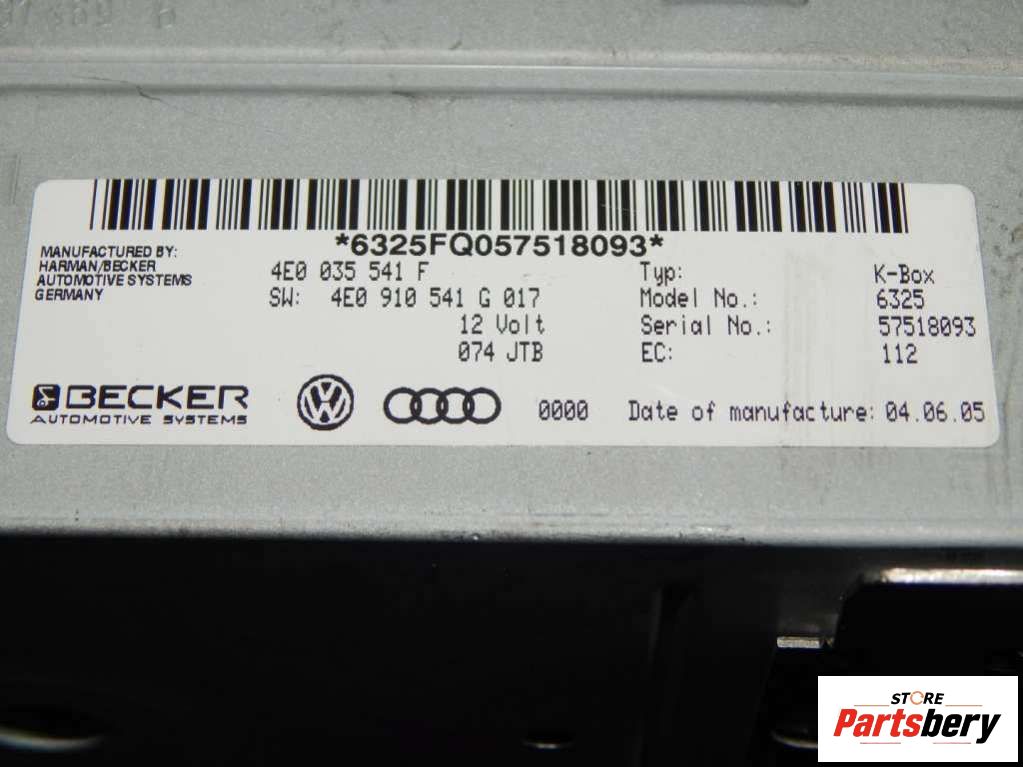 *6325FQ057518093*
MANUFACTURED BY:
HARMAN/BECKER
AUTOMOTIVE SYSTEMS
GERMANY
4E0 035 541 F
SW: 4E0 910 541 G 017
12 Volt
074 JTB
Typ: K-Box
Model No.: 6325
Serial No.: 57518093
EC: 112
BECKER
AUTOMOTIVE SYSTEMS
0000 Date of manufacture: 04.06.05
STORE
Partsbery